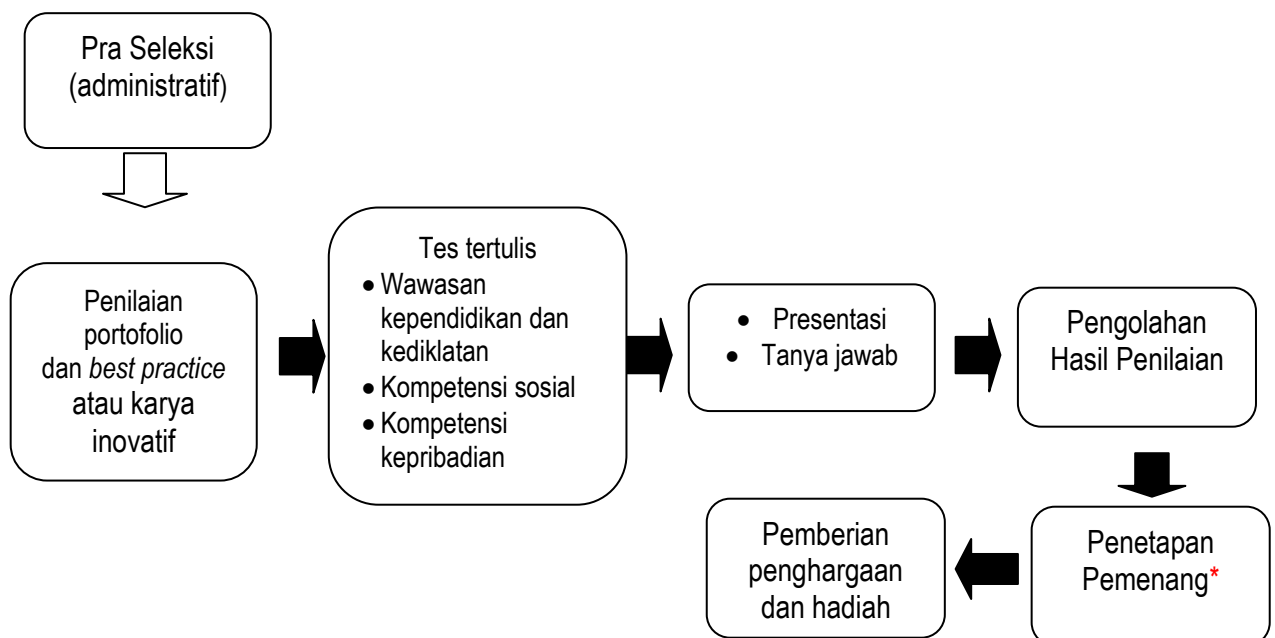 Pra Seleksi
(administratif)
Penilaian
portofolio
dan best practice
atau karya
inovatif
Tes tertulis
• Wawasan
kependidikan dan
kediklatan
• Kompetensi sosial
• Kompetensi
kepribadian
• Presentasi
• Tanya jawab
Pengolahan
Hasil Penilaian
Penetapan
Pemenang*
Pemberian
penghargaan
dan hadiah